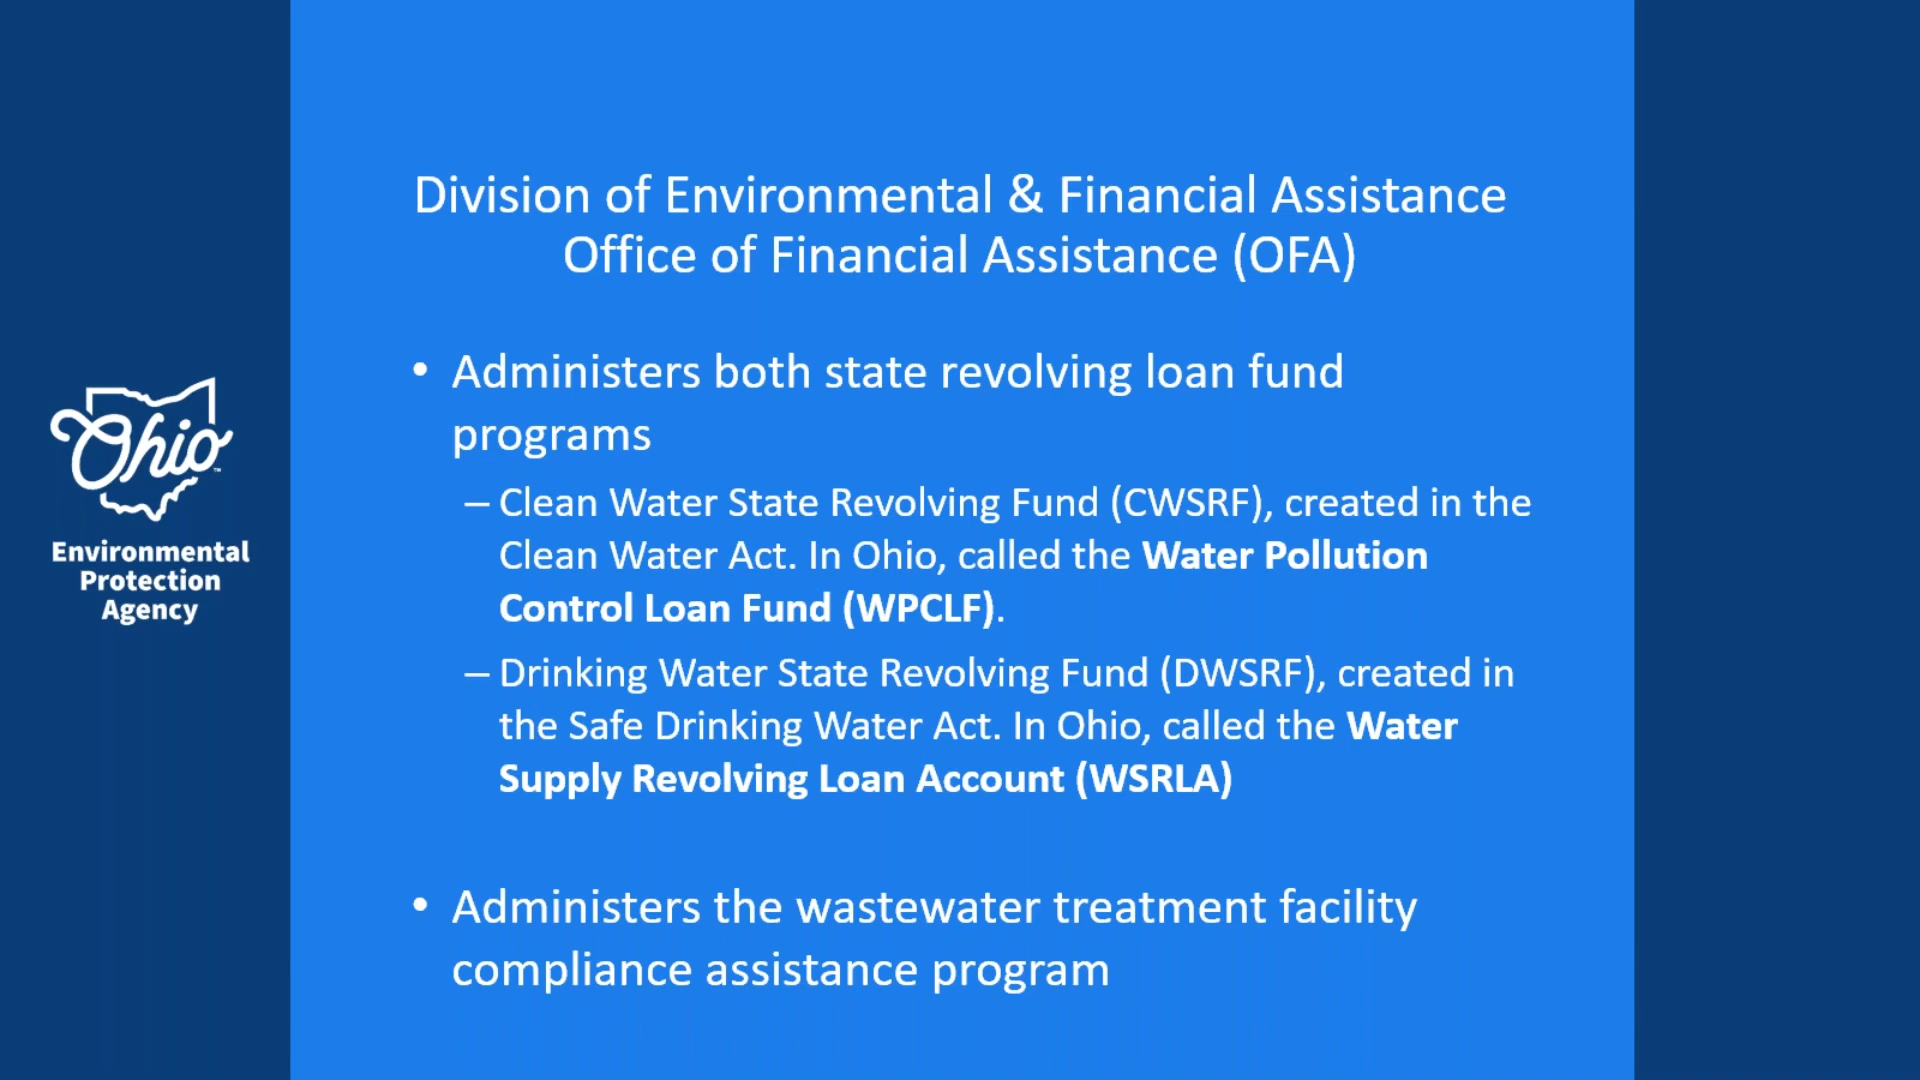 Division of Environmental & Financial Assistance
Office of Financial Assistance (OFA)
• Administers both state revolving loan fund
programs
– Clean Water State Revolving Fund (CWSRF), created in the
Clean Water Act. In Ohio, called the Water Pollution
Control Loan Fund (WPCLF).
– Drinking Water State Revolving Fund (DWSRF), created in
the Safe Drinking Water Act. In Ohio, called the Water
Supply Revolving Loan Account (WSRLA)
• Administers the wastewater treatment facility
compliance assistance program
Ohio™
Environmental
Protection
Agency